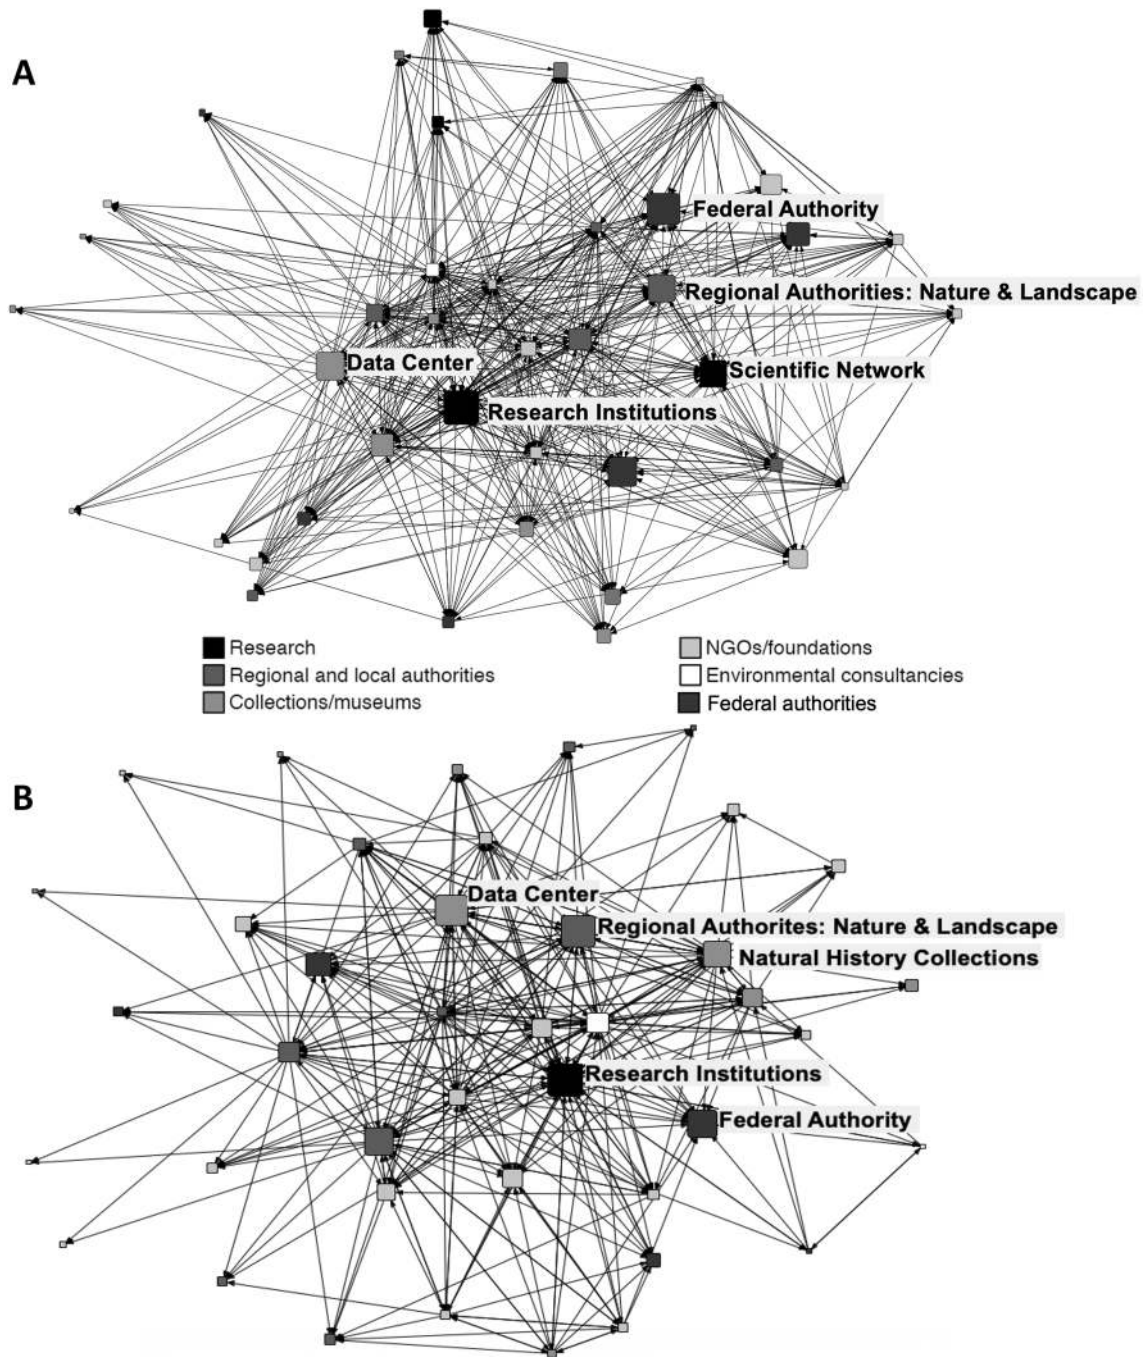 A
Federal Authority
Regional Authorities: Nature & Landscape
Data Center
Scientific Network
Research Institutions
Research
Regional and local authorities
Collections/museums
NGOs/foundations
Environmental consultancies
Federal authorities
B
Data Center
Regional Authorites: Nature & Landscape
Natural History Collections
Research Institutions
Federal Authority